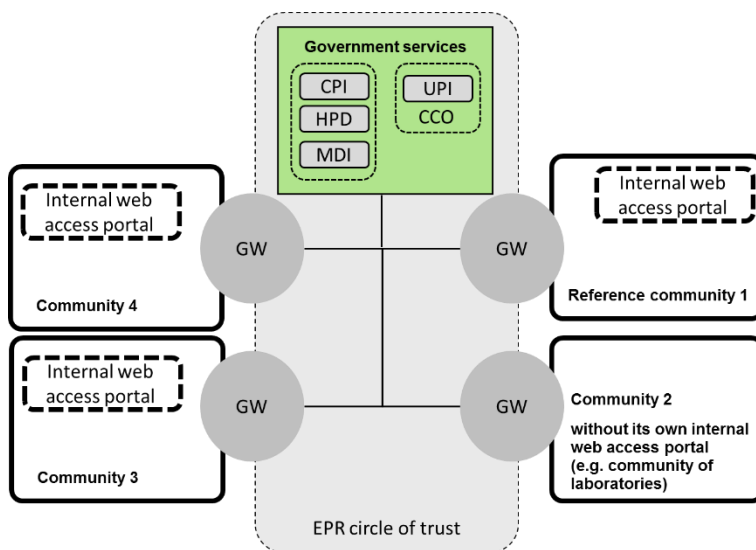 Government services
CPI
HPD
MDI
UPI
CCO
Internal web
access portal
GW
Community 4
Internal web
access portal
GW
Reference community 1
Internal web
access portal
GW
Community 3
GW
Community 2
without its own internal
web access portal
(e.g. community of
laboratories)
EPR circle of trust